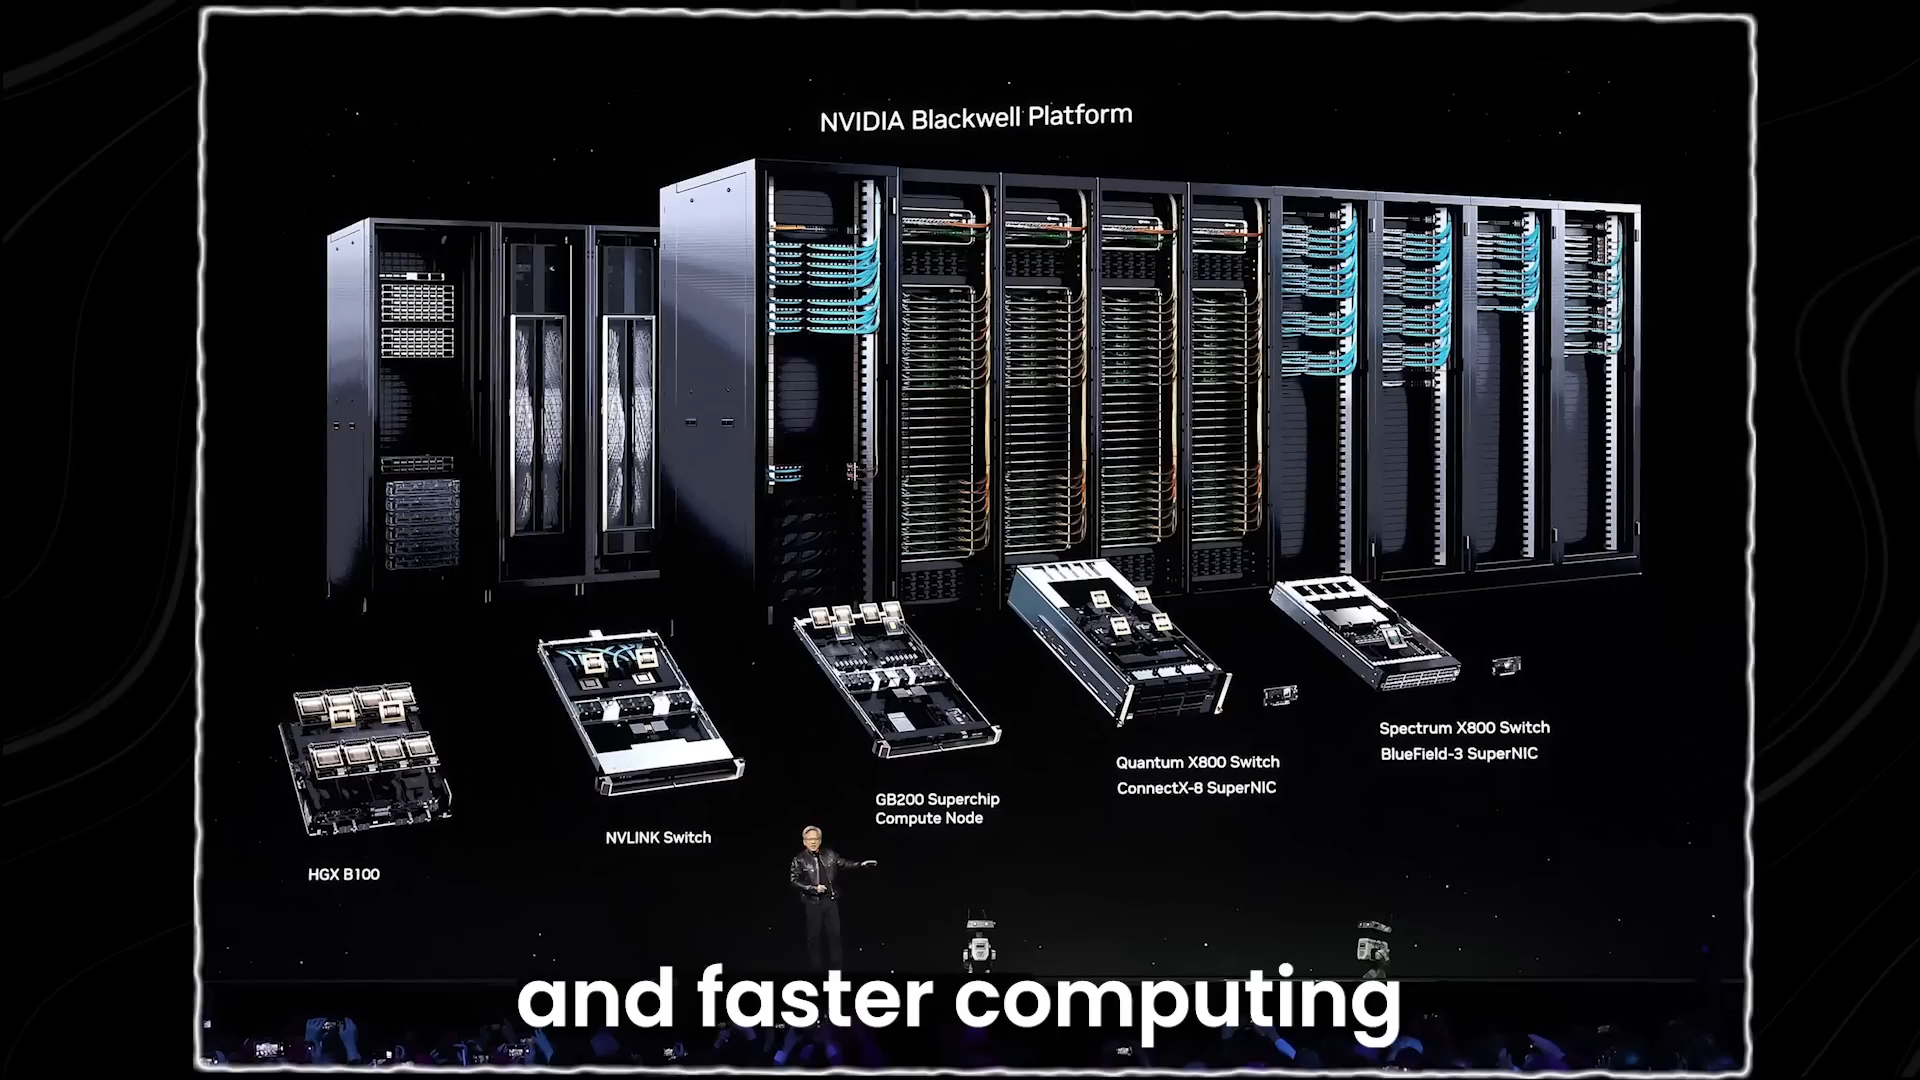 NVIDIA Blackwell Platform
HGX B100
NVLINK Switch
GB200 Superchip
Compute Node
Quantum X800 Switch
ConnectX-8 SuperNIC
Spectrum X800 Switch
BlueField-3 SuperNIC
and faster computing